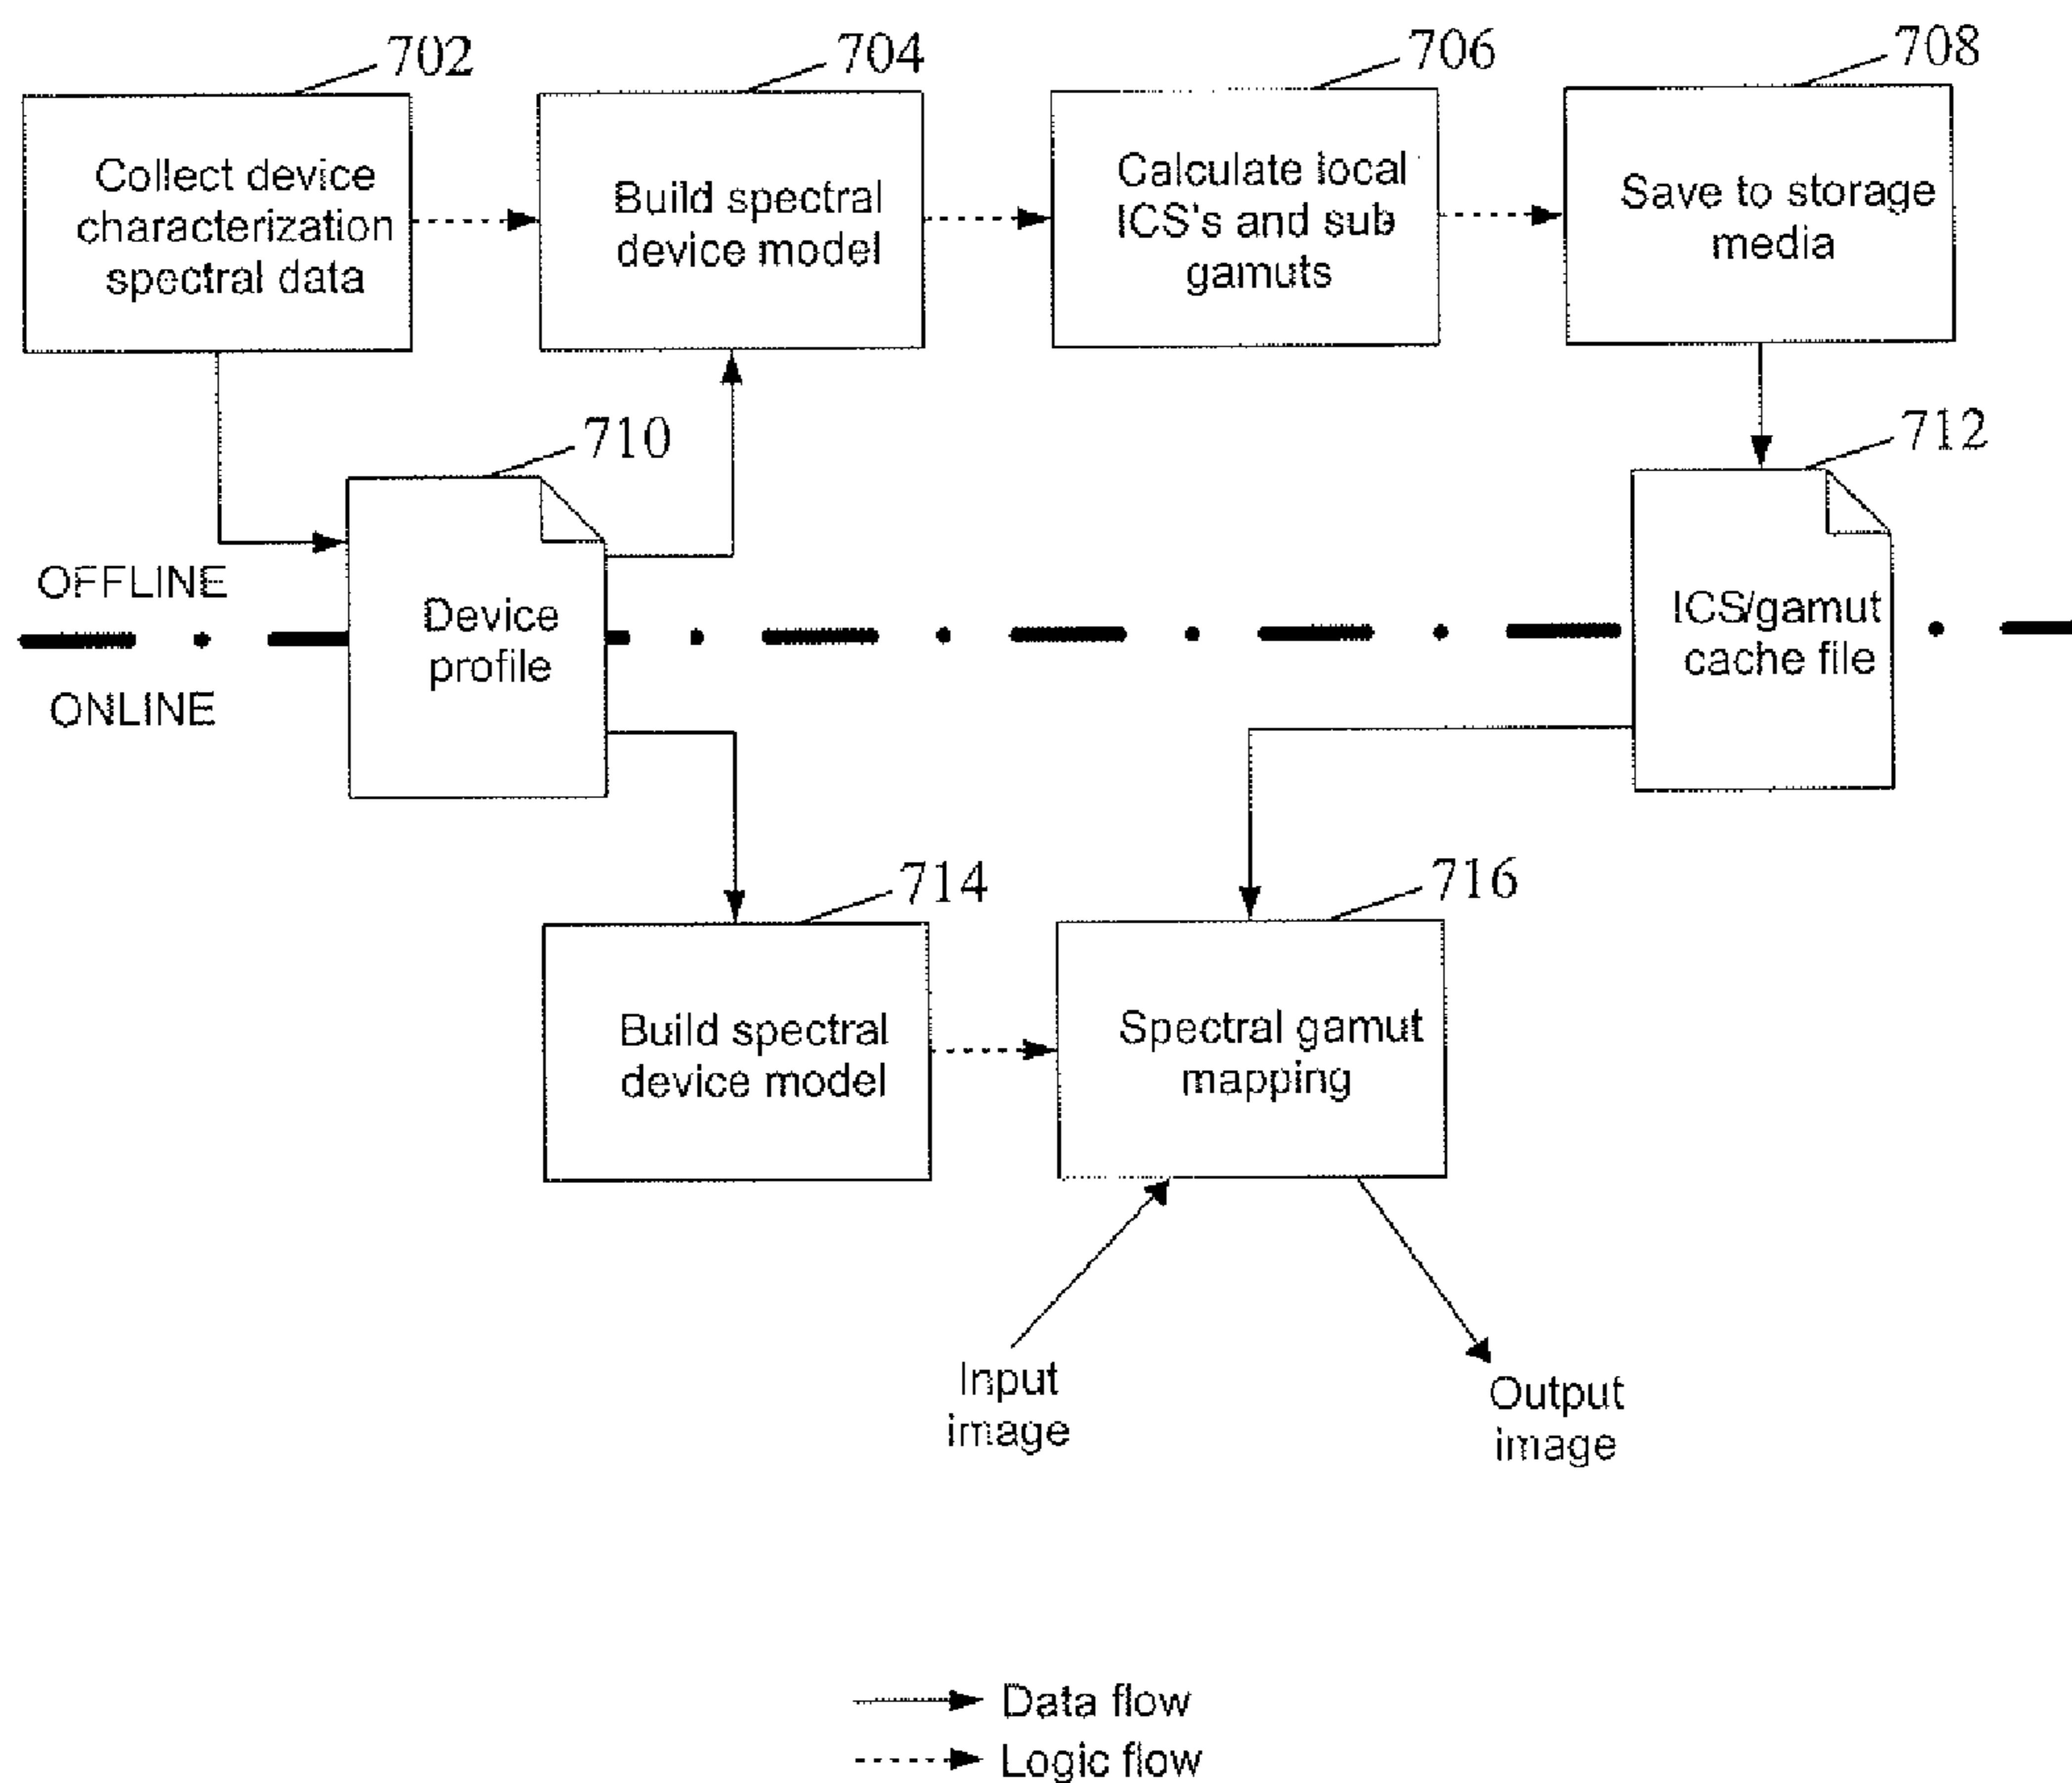 702
704
706
708
Collect device
characterization
spectral data
Build spectral
device model
Calculate local
ICS's and sub
gamuts
Save to storage
media
710
712
OFFLINE
Device
profile
ICS/gamut
cache file
ONLINE
714
716
Build spectral
device model
Spectral gamut
mapping
Input
image
Output
image
Data flow
Logic flow